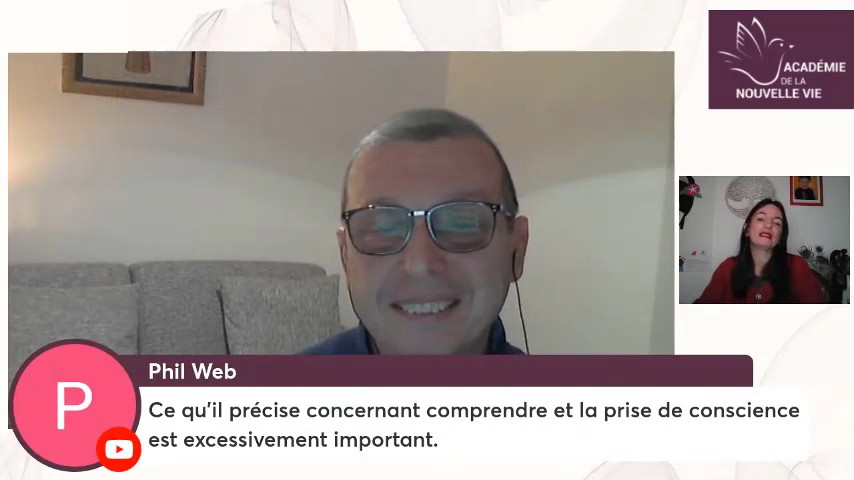 ACADÉMIE
DE LA
NOUVELLE VIE
Phil Web
P
Ce qu'il précise concernant comprendre et la prise de conscience
est excessivement important.